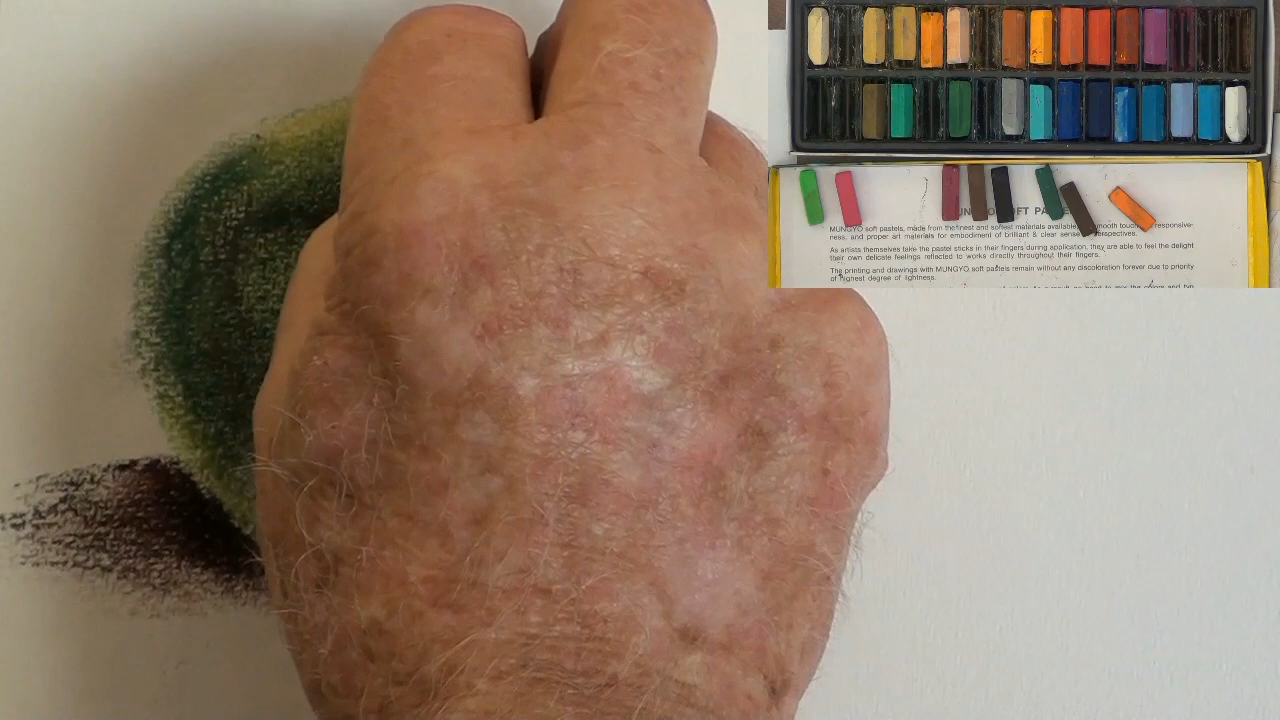 SOFT
MUNGYO soft pastels, made from the finest and softest materials available, smooth responsive-
ness, and proper art materials for embodiment of brilliant & clear sense perspectives.
As artists themselves take the pastel sticks in their fingers during application, they are able to feel the delight
their own delicate feelings reflected to works directly throughout their fingers.
The printing and drawings with MUNGYO soft pastels remain without any discoloration forever due to priority
of highest degree of lightness.